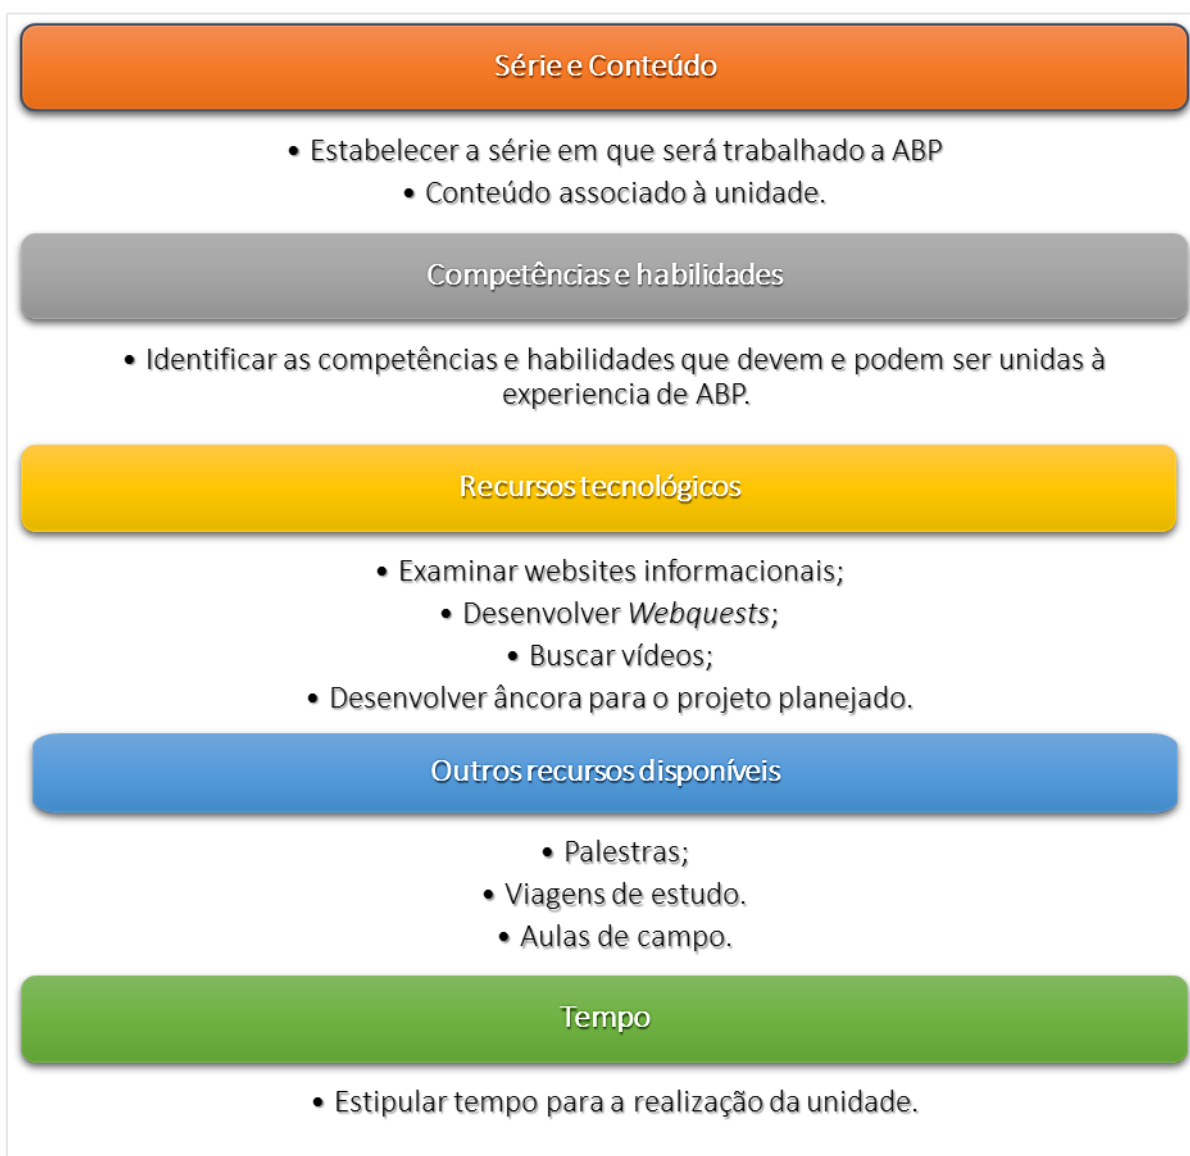 Série e Conteúdo
• Estabelecer a série em que será trabalhado a ABP
• Conteúdo associado à unidade.
Competências e habilidades
• Identificar as competências e habilidades que devem e podem ser unidas à
experiencia de ABP.
Recursos tecnológicos
• Examinar websites informacionais;
• Desenvolver Webquests;
• Buscar vídeos;
• Desenvolver âncora para o projeto planejado.
Outros recursos disponíveis
• Palestras;
• Viagens de estudo.
• Aulas de campo.
Tempo
• Estipular tempo para a realização da unidade.